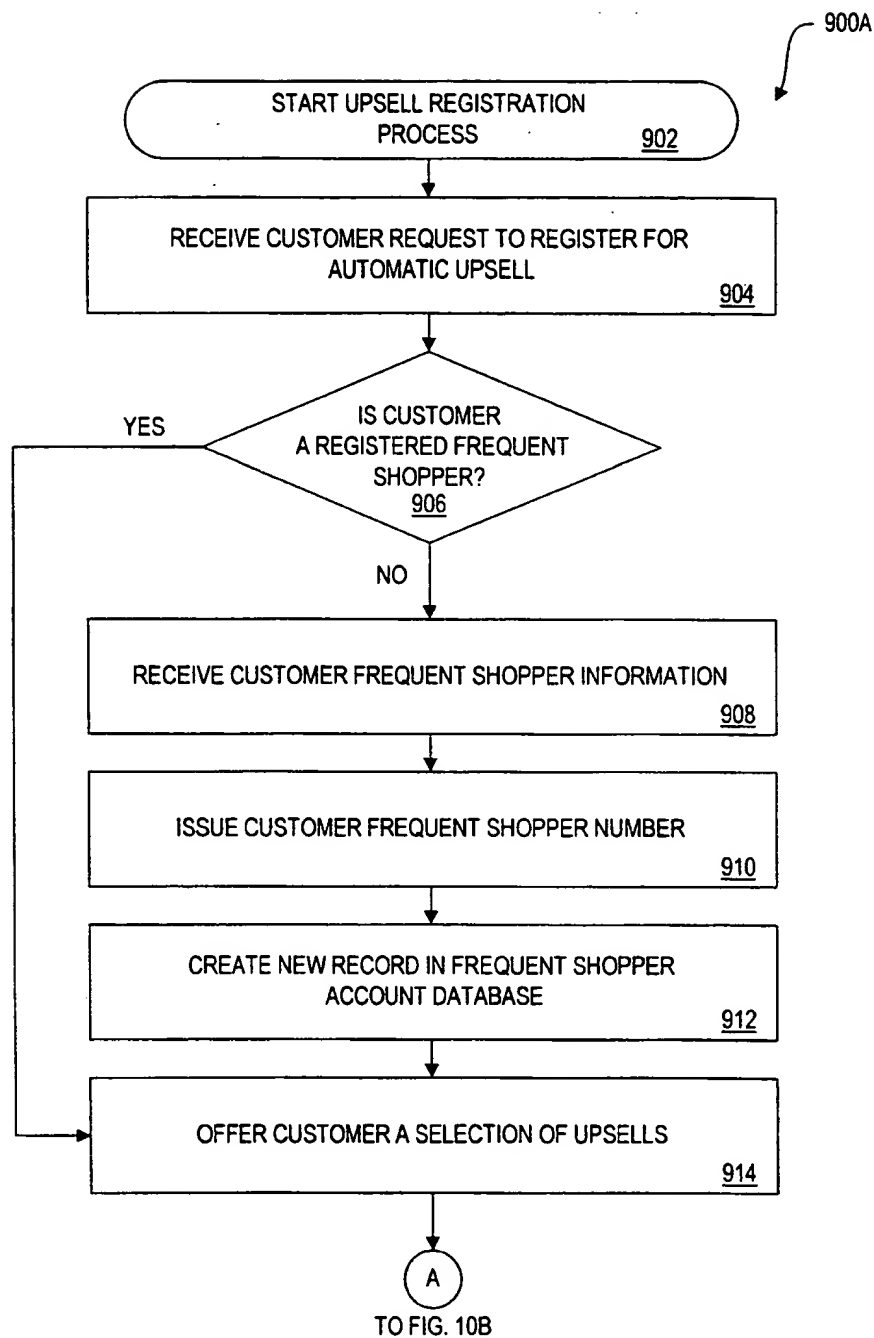 900A
START UPSELL REGISTRATION
PROCESS
902
RECEIVE CUSTOMER REQUEST TO REGISTER FOR
AUTOMATIC UPSELL
904
IS CUSTOMER
A REGISTERED FREQUENT
SHOPPER?
906
YES
NO
RECEIVE CUSTOMER FREQUENT SHOPPER INFORMATION
908
ISSUE CUSTOMER FREQUENT SHOPPER NUMBER
910
CREATE NEW RECORD IN FREQUENT SHOPPER
ACCOUNT DATABASE
912
OFFER CUSTOMER A SELECTION OF UPSELLS
914
A
TO FIG. 10B